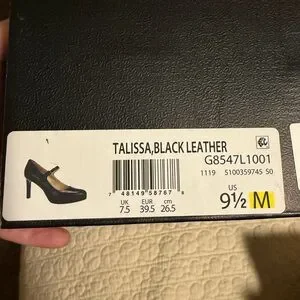 TALISSA,BLACK LEATHER
G8547L1001
1119 5100359745 50
7 48149 58767 8
UK EUR cm
7.5 39.5 26.5
US
9½ M